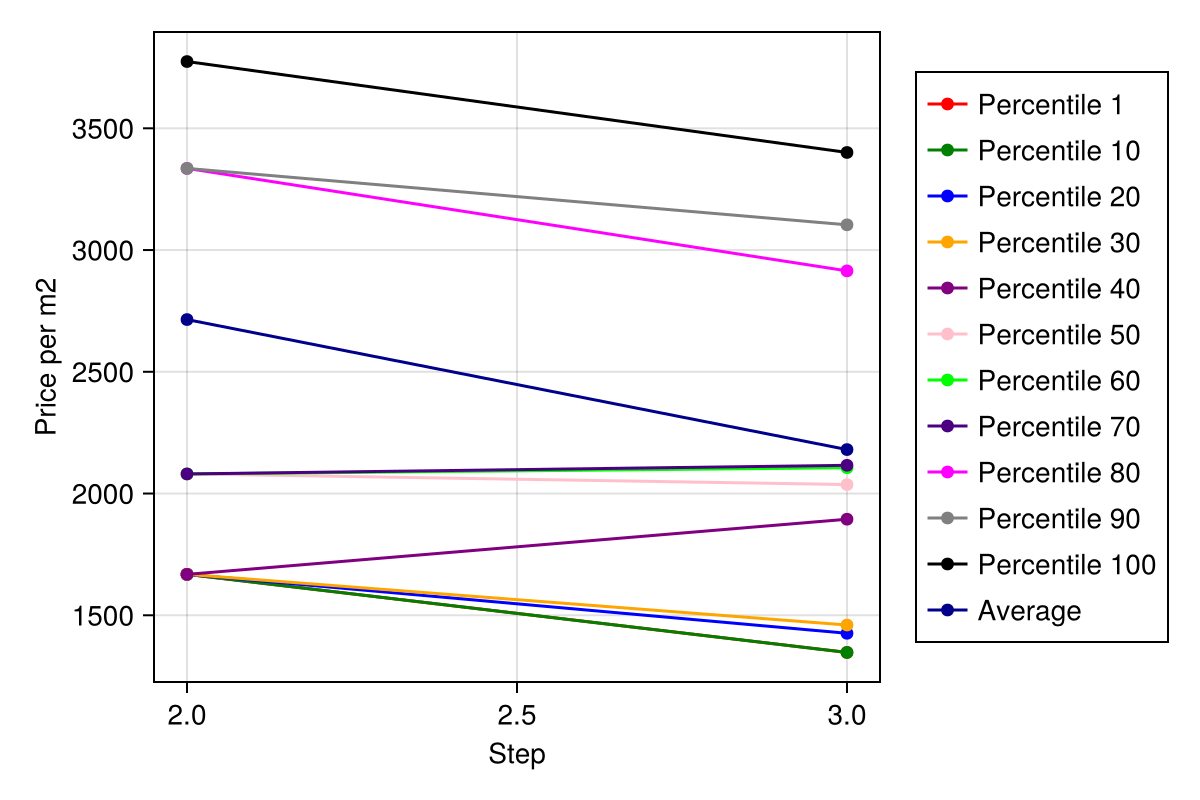 Price per m2
3500
3000
2500
2000
1500
2.0
2.5
3.0
Step
Percentile 1
Percentile 10
Percentile 20
Percentile 30
Percentile 40
Percentile 50
Percentile 60
Percentile 70
Percentile 80
Percentile 90
Percentile 100
Average